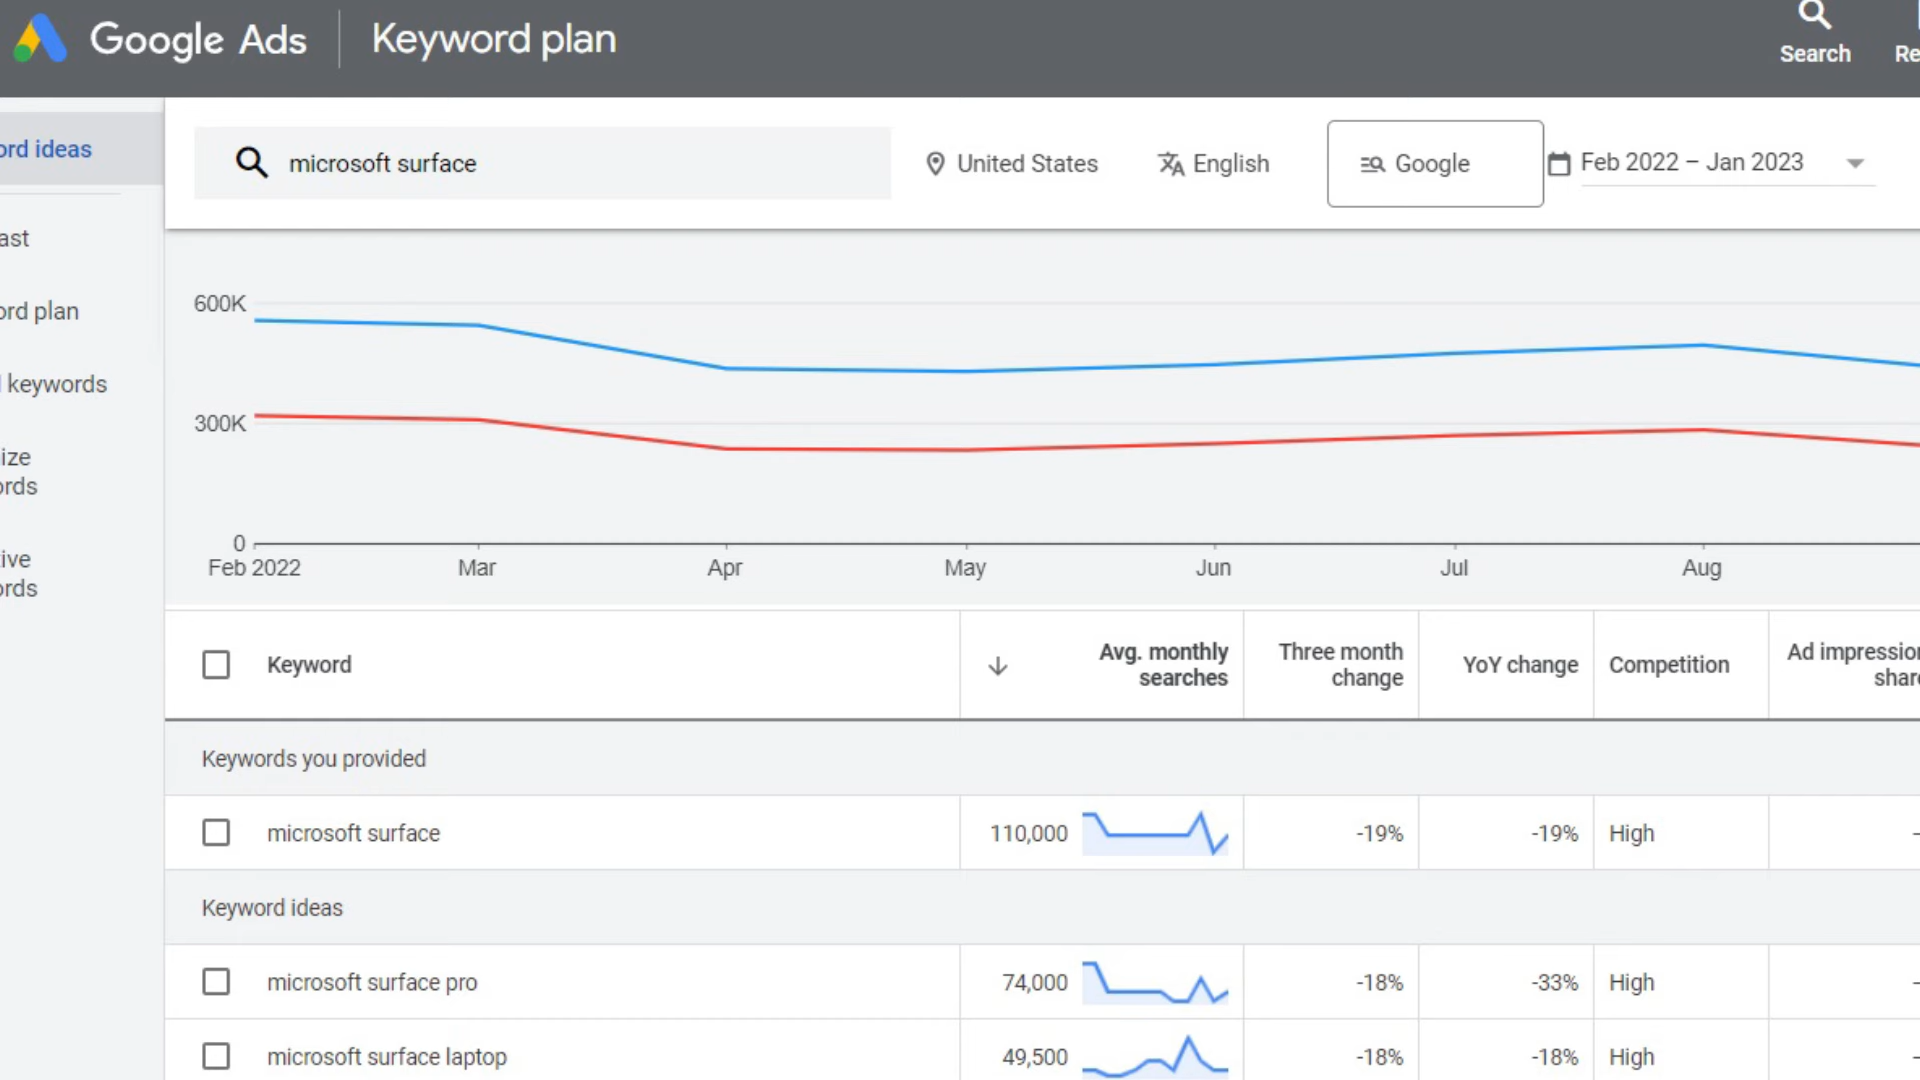 Google Ads
Keyword plan
Search
Re
ord ideas
microsoft surface
United States
English
Google
Feb 2022 – Jan 2023
ast
ord plan
keywords
ize
ords
ive
ords
600K
300K
0
Feb 2022 Mar Apr May Jun Jul Aug
Keyword
Avg. monthly
searches
Three month
change
YoY change
Competition
Ad impression
share
Keywords you provided
microsoft surface 110,000 -19% -19% High –
Keyword ideas
microsoft surface pro 74,000 -18% -33% High –
microsoft surface laptop 49,500 -18% -18% High –